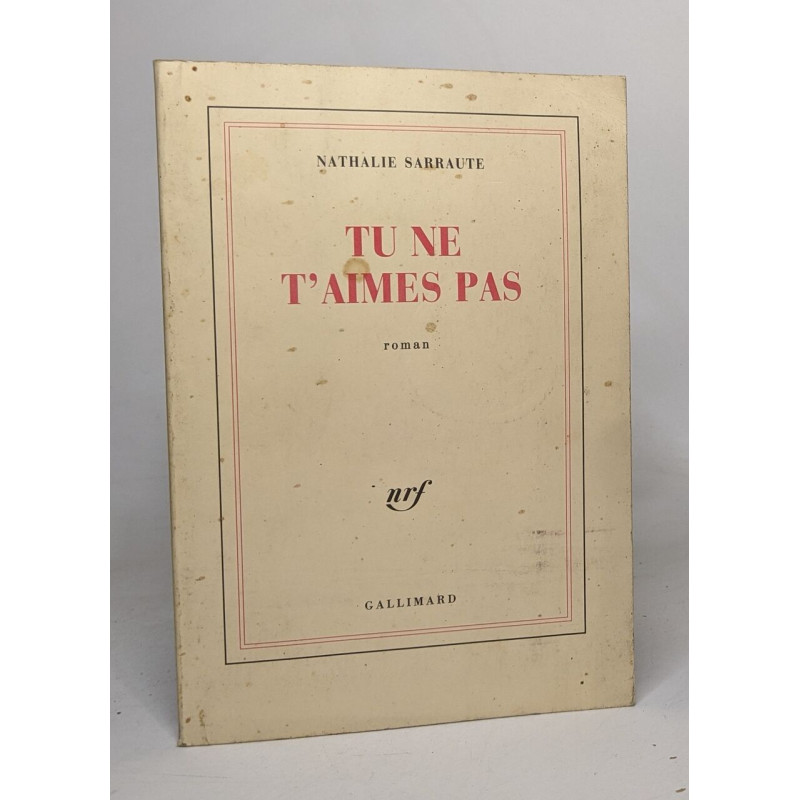 NATHALIE SARRAUTE
TU NE
T'AIMES PAS
roman
nrf
GALLIMARD